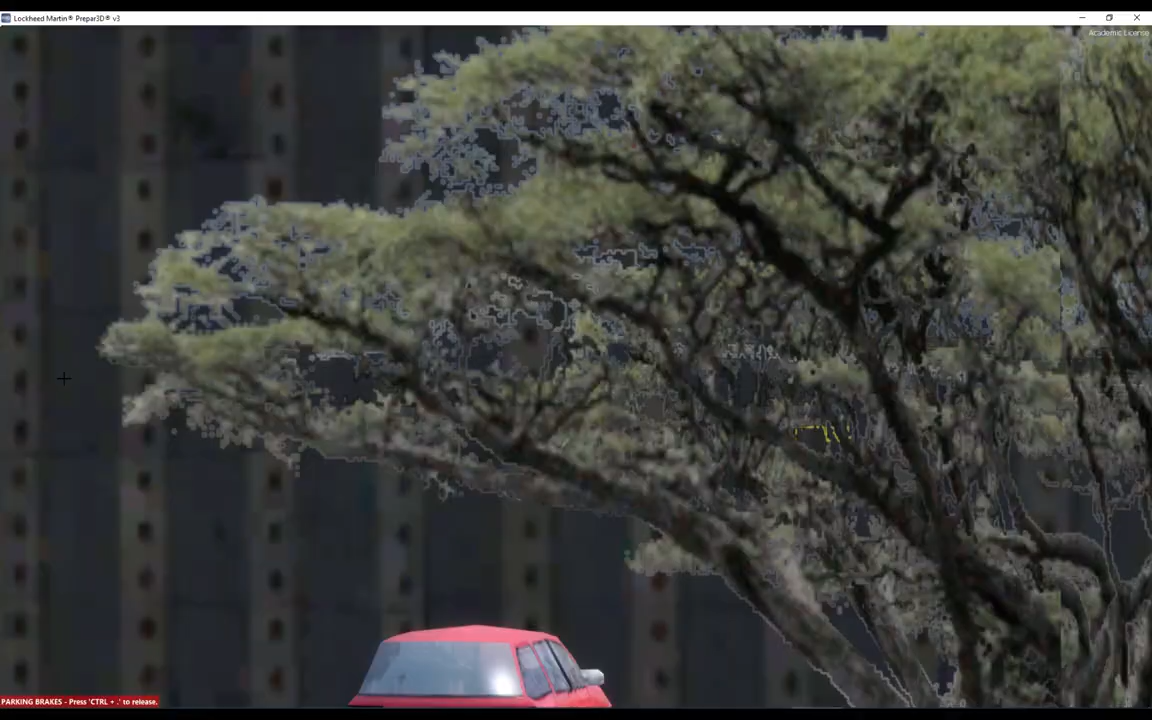 Lockheed Martin® Prepar3D® v3
Academic License
PARKING BRAKES - Press 'CTRL + .' to release.